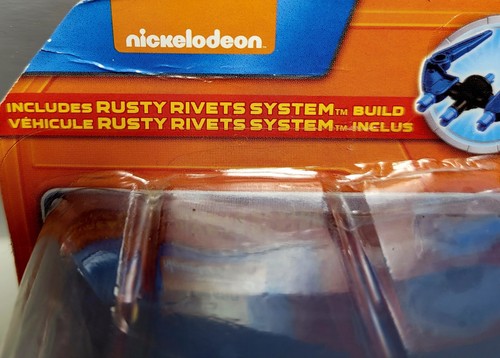 nickelodeon
INCLUDES RUSTY RIVETS SYSTEM™ BUILD
VÉHICULE RUSTY RIVETS SYSTEM™ INCLUS